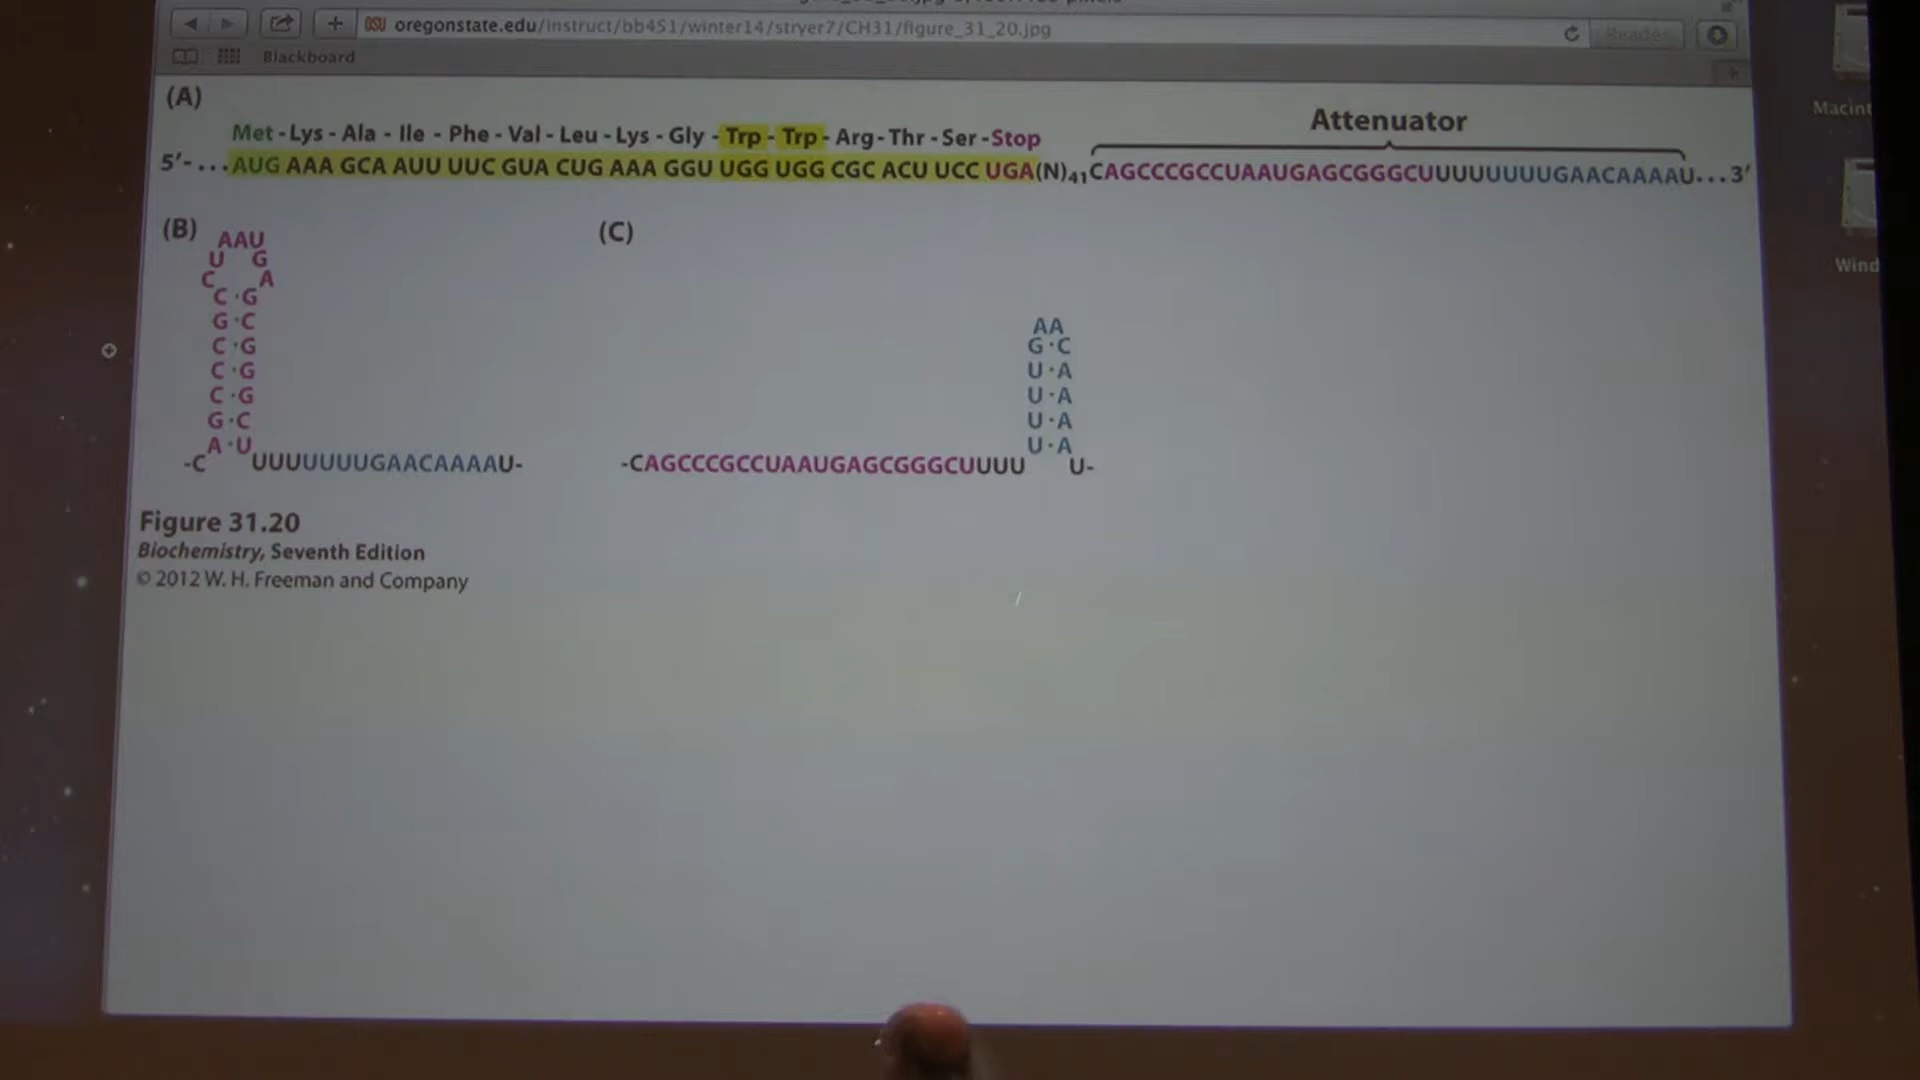 oregonstate.edu/instruct/bb451/winter14/stryer7/CH31/figure_31_20.jpg
Reader
Blackboard
Macint
Wind
(A)
Attenuator
Met - Lys - Ala - Ile - Phe - Val - Leu - Lys - Gly - Trp - Trp - Arg - Thr - Ser - Stop
5′- ... AUG AAA GCA AUU UUC GUA CUG AAA GGU UGG UGG CGC ACU UCC UGA(N)41CAGCCCGCCUAAUGAGCGGGCUUUUUUUUGAACAAAAU...3′
(B)
AAU
U G
C A
C · G
G · C
C · G
C · G
C · G
G · C
A · U
-C UUUUUUUGAACAAAAU-
(C)
AA
G · C
U · A
U · A
U · A
U · A
-CAGCCCGCCUAAUGAGCGGGCUUUU U-
Figure 31.20
Biochemistry, Seventh Edition
© 2012 W. H. Freeman and Company